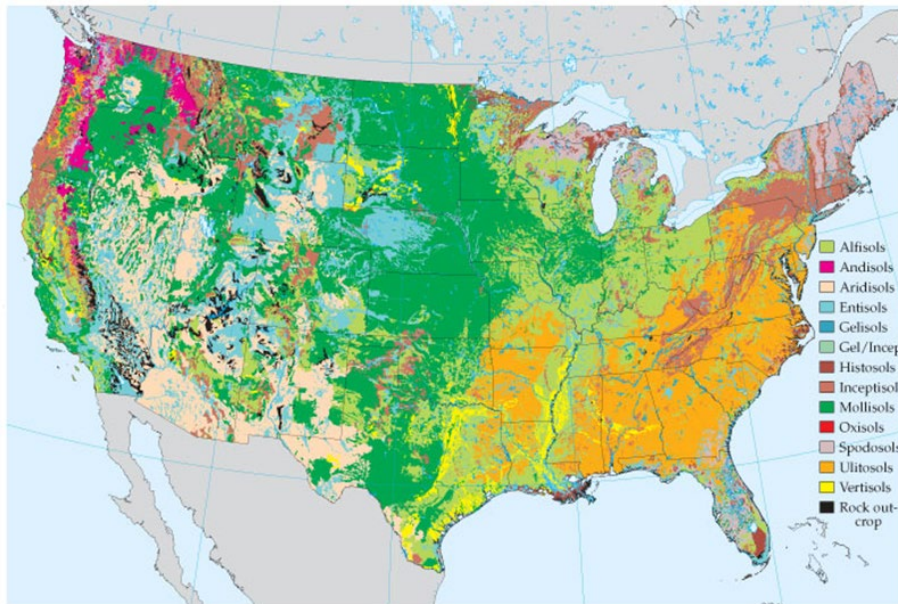 Alfisols
Andisols
Aridisols
Entisols
Gelisols
Gel/Incep
Histosols
Inceptisol
Mollisols
Oxisols
Spodosols
Ulitosols
Vertisols
Rock out-
crop